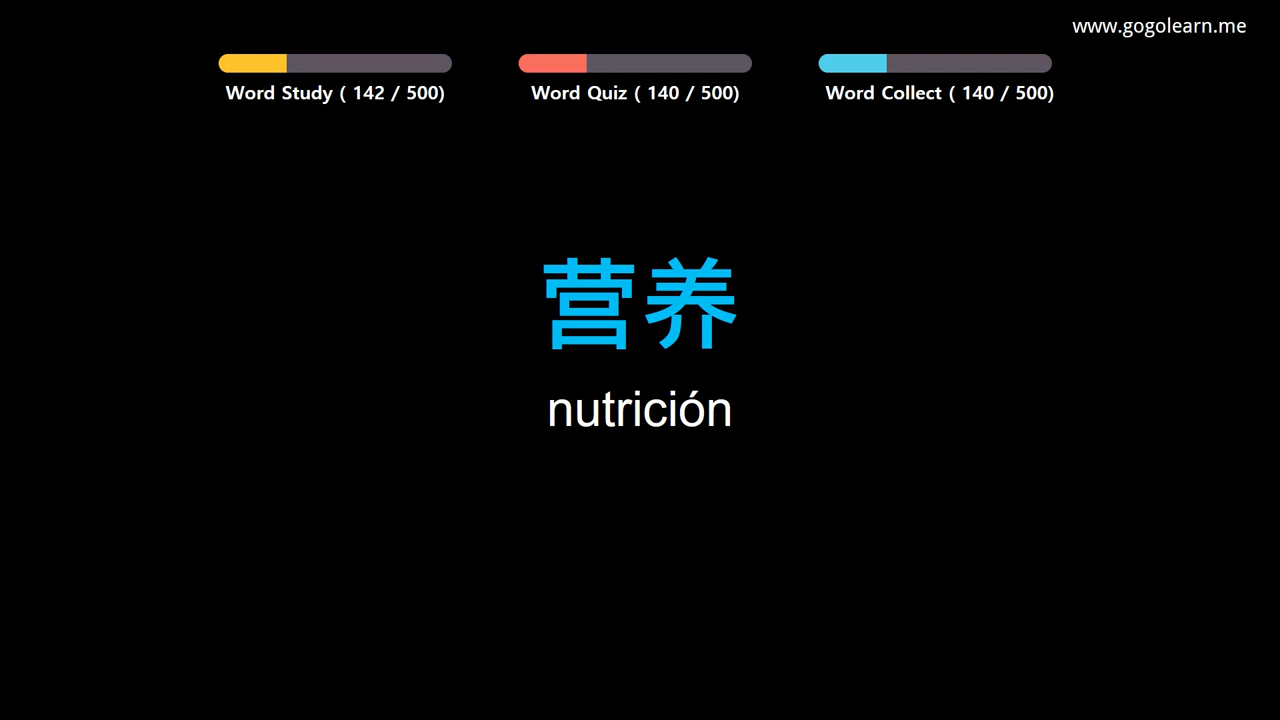 www.gogolearn.me
Word Study ( 142 / 500)
Word Quiz ( 140 / 500)
Word Collect ( 140 / 500)
营养
nutrición